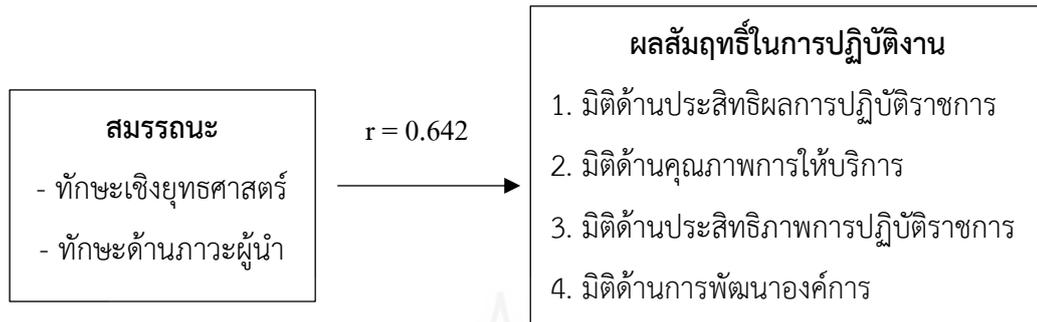 สมรรถนะ
- ทักษะเชิงยุทธศาสตร์
- ทักษะด้านภาวะผู้นำ
r = 0.642
ผลสัมฤทธิ์ในการปฏิบัติงาน
1. มิติด้านประสิทธิผลการปฏิบัติราชการ
2. มิติด้านคุณภาพการให้บริการ
3. มิติด้านประสิทธิภาพการปฏิบัติราชการ
4. มิติด้านการพัฒนาองค์การ